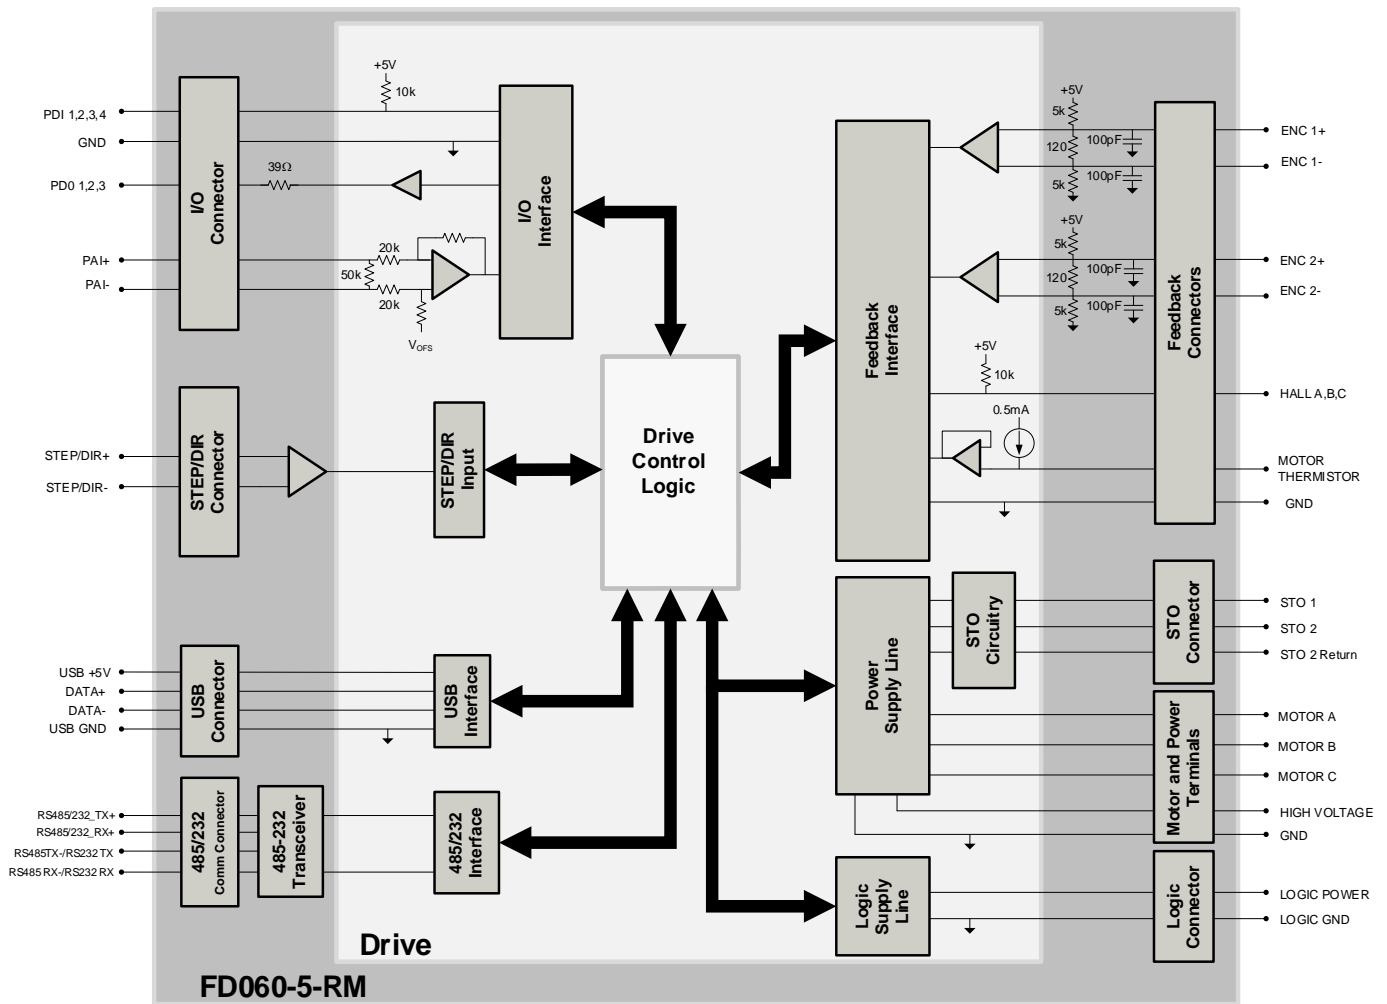 PDI 1,2,3,4
GND
PD0 1,2,3
PAI+
PAI-
I/O
Connector
+5V
10k
39Ω
20k
50k
20k
VOFS
I/O
Interface
STEP/DIR+
STEP/DIR-
STEP/DIR
Connector
STEP/DIR
Input
Drive
Control
Logic
USB +5V
DATA+
DATA-
USB GND
USB
Connector
USB
Interface
RS485/232_TX+
RS485/232_RX+
RS485TX-/RS232 TX
RS485 RX-/RS232 RX
485/232
Comm Connector
485-232
Transceiver
485/232
Interface
Feedback
Interface
+5V
5k
120
5k
100pF
100pF
+5V
5k
120
5k
100pF
100pF
+5V
10k
0.5mA
Feedback
Connectors
ENC 1+
ENC 1-
ENC 2+
ENC 2-
HALL A,B,C
MOTOR
THERMISTOR
GND
Power
Supply Line
STO
Circuitry
STO
Connector
STO 1
STO 2
STO 2 Return
Motor and Power
Terminals
MOTOR A
MOTOR B
MOTOR C
HIGH VOLTAGE
GND
Logic
Supply
Line
Logic
Connector
LOGIC POWER
LOGIC GND
Drive
FD060-5-RM